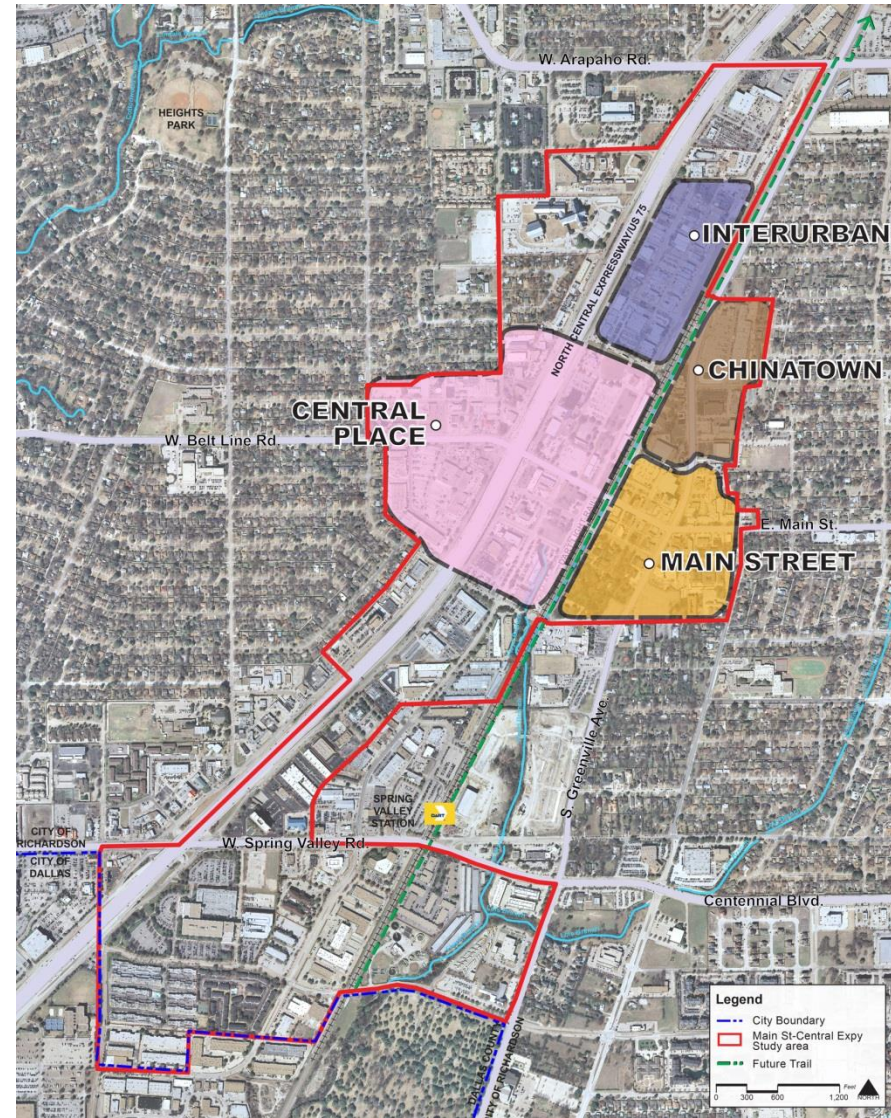 W. Arapaho Rd.
HEIGHTS
PARK
NORTH CENTRAL EXPRESSWAY/US 75
INTERURBAN
CHINATOWN
CENTRAL
PLACE
W. Belt Line Rd.
E. Main St.
MAIN STREET
S. Greenville Ave.
SPRING
VALLEY
STATION
DART
CITY OF
RICHARDSON
CITY OF
DALLAS
W. Spring Valley Rd.
Centennial Blvd.
DALLAS COUNTY
CITY OF RICHARDSON
Legend
City Boundary
Main St-Central Expy
Study area
Future Trail
0 300 600 1,200 Feet
NORTH